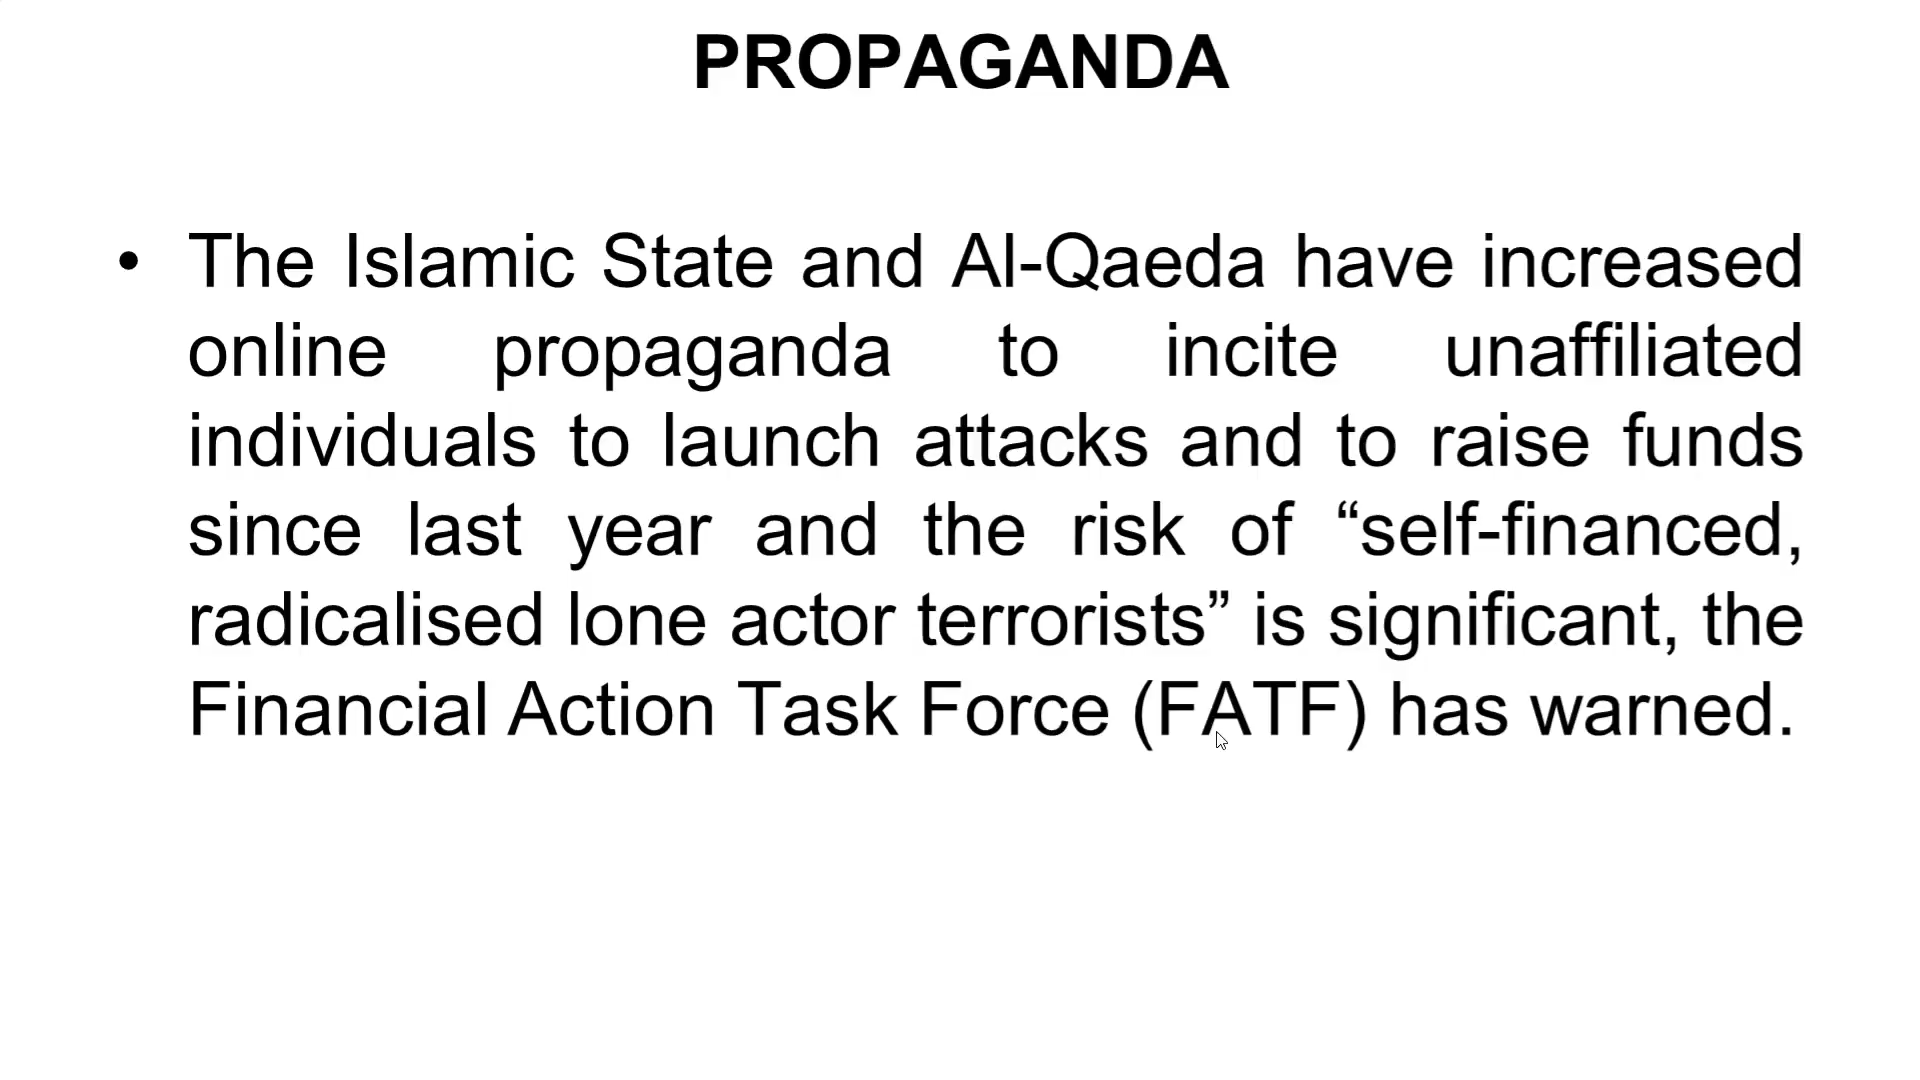 PROPAGANDA
• The Islamic State and Al-Qaeda have increased
online propaganda to incite unaffiliated
individuals to launch attacks and to raise funds
since last year and the risk of “self-financed,
radicalised lone actor terrorists” is significant, the
Financial Action Task Force (FATF) has warned.